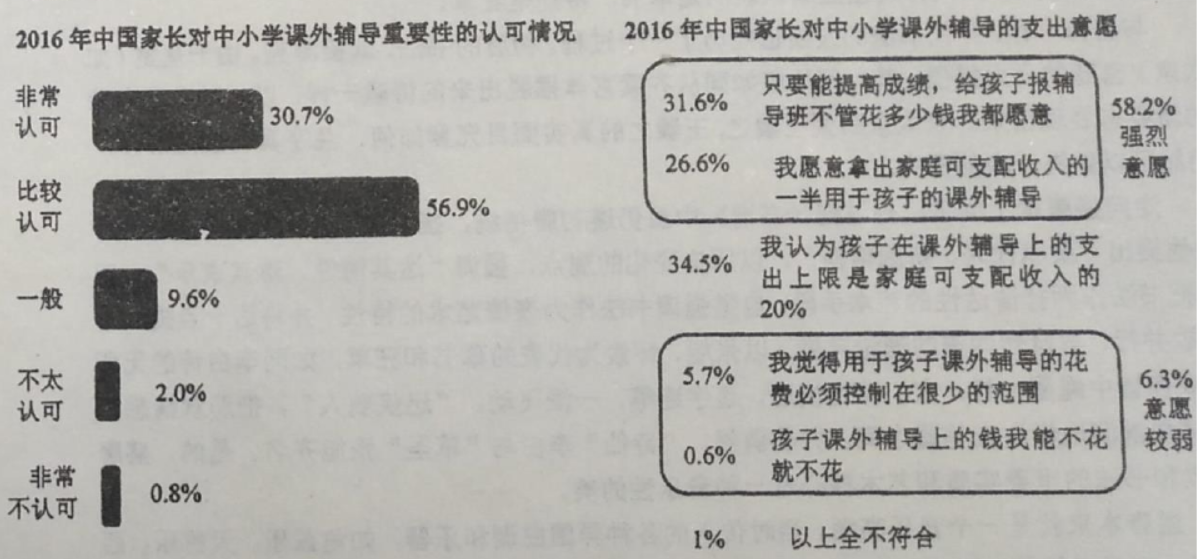 2016年中国家长对中小学课外辅导重要性的认可情况
非常
认可
30.7%
比较
认可
56.9%
一般
9.6%
不太
认可
2.0%
非常
不认可
0.8%
2016年中国家长对中小学课外辅导的支出意愿
31.6%
只要能提高成绩，给孩子报辅
导班不管花多少钱我都愿意
26.6%
我愿意拿出家庭可支配收入的
一半用于孩子的课外辅导
58.2%
强烈
意愿
34.5%
我认为孩子在课外辅导上的支
出上限是家庭可支配收入的
20%
5.7%
我觉得用于孩子课外辅导的花
费必须控制在很少的范围
0.6%
孩子课外辅导上的钱我能不花
就不花
6.3%
意愿
较弱
1%
以上全不符合